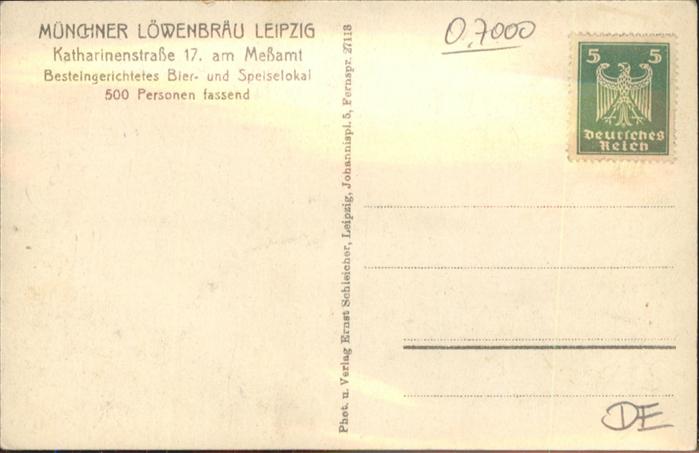 MÜNCHNER LÖWENBRÄU LEIPZIG
Katharinenstraße 17. am Meßamt
Besteingerichtetes Bier- und Speiselokal
500 Personen fassend
Phot. u. Verlag Ernst Schleicher, Leipzig, Johannispl. 5, Fernspr. 27113
0,7000
5 5
Deutsches
Reich
DE